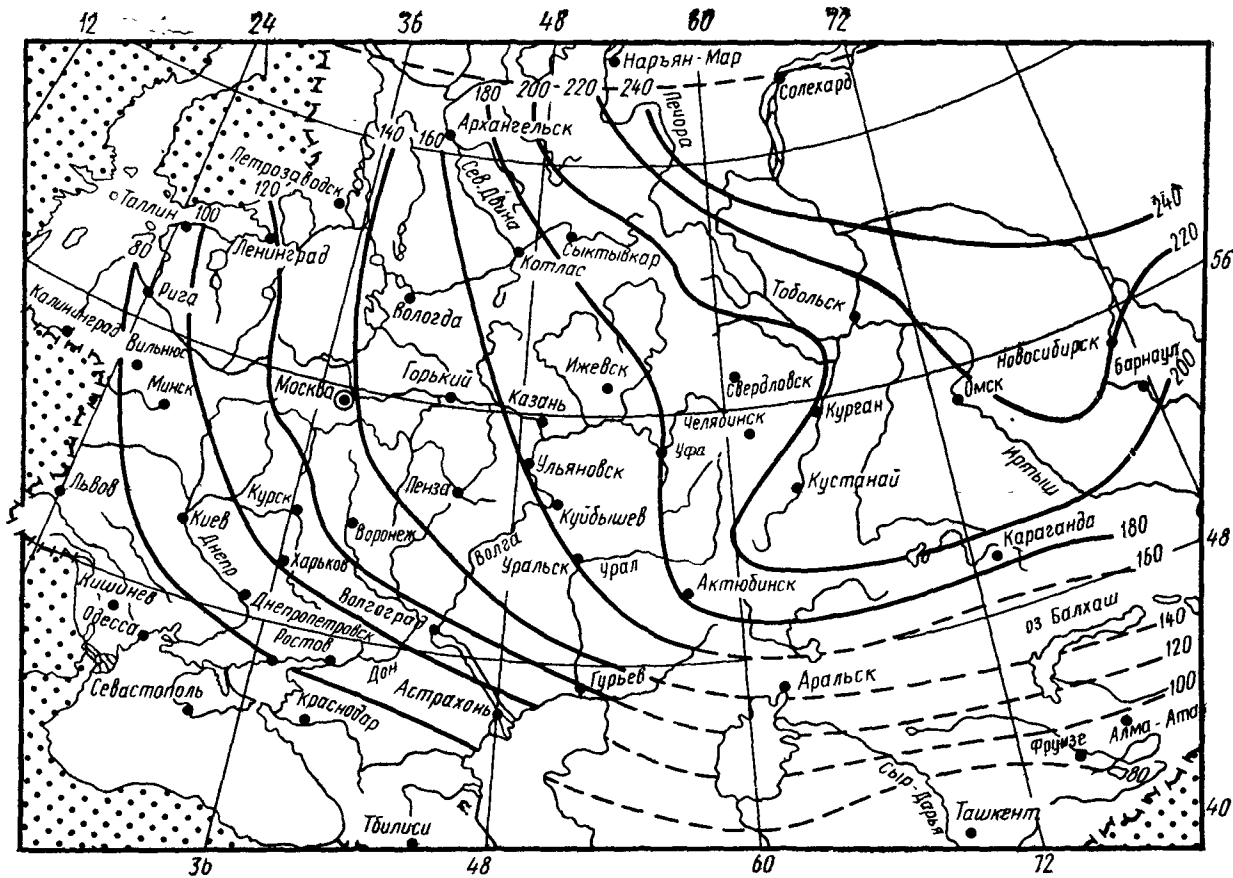 12 24 36 48 60 72
Нарьян-Мар
Солехард
180 200 - 220 - 240
Печора
140 160 Архангельск
Петрозаводск
Сев. Двина
120
Таллин 100
240
Ленинград
Сыктывкар
220
80
Котлас
56
Рига
Тобольск
Калининград
Вологда
Вильнюс
Новосибирск
Минск
Москва
Горький
Ижевск
Свердловск
Барнаул
200
Казань
Омск
Челябинск
Курган
Уфа
Ульяновск
Иртыш
Львов
Курск
Пенза
Кустанай
Киев
Воронеж
Куйбышев
Днепр
Волга
Караганда
180
48
Харьков
Уральск
Урал
160
Кишинев
Днепропетровск
Волгоград
Актюбинск
оз Балхаш
Одесса
140
Ростов
120
Дон
Гурьев
Аральск
100
Севастополь
Астрахань
Краснодар
Алма-Ата
Фрунзе
80
Сыр-Дарья
Ташкент
40
Тбилиси
36 48 60 72